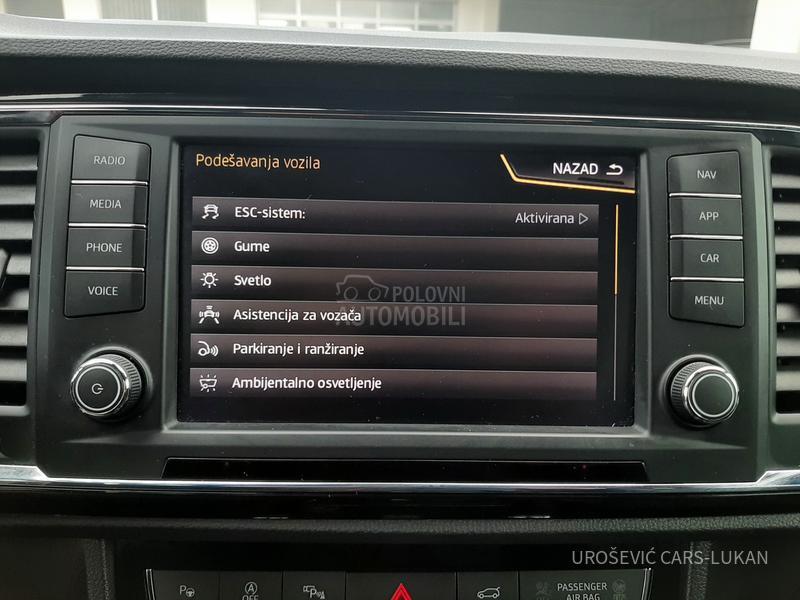 RADIO
MEDIA
PHONE
VOICE
Podešavanja vozila
NAZAD
ESC-sistem: Aktivirana
Gume
Svetlo
Asistencija za vozača
Parkiranje i ranžiranje
Ambijentalno osvetljenje
POLOVNI
AUTOMOBILI
NAV
APP
CAR
MENU
UROŠEVIĆ CARS-LUKAN
P
A
OFF
P
PASSENGER
AIR BAG